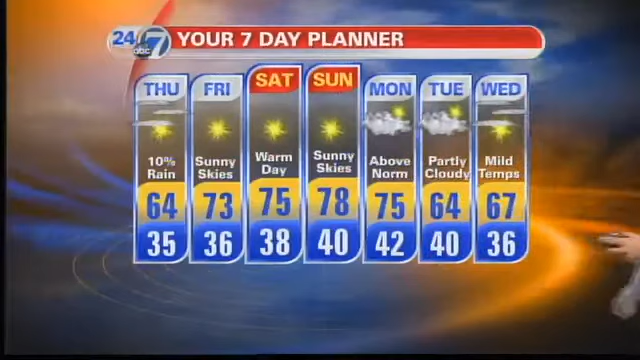 24
abc7
YOUR 7 DAY PLANNER
THU
FRI
SAT
SUN
MON
TUE
WED
10%
Rain
Sunny
Skies
Warm
Day
Sunny
Skies
Above
Norm
Partly
Cloudy
Mild
Temps
64
73
75
78
75
64
67
35
36
38
40
42
40
36